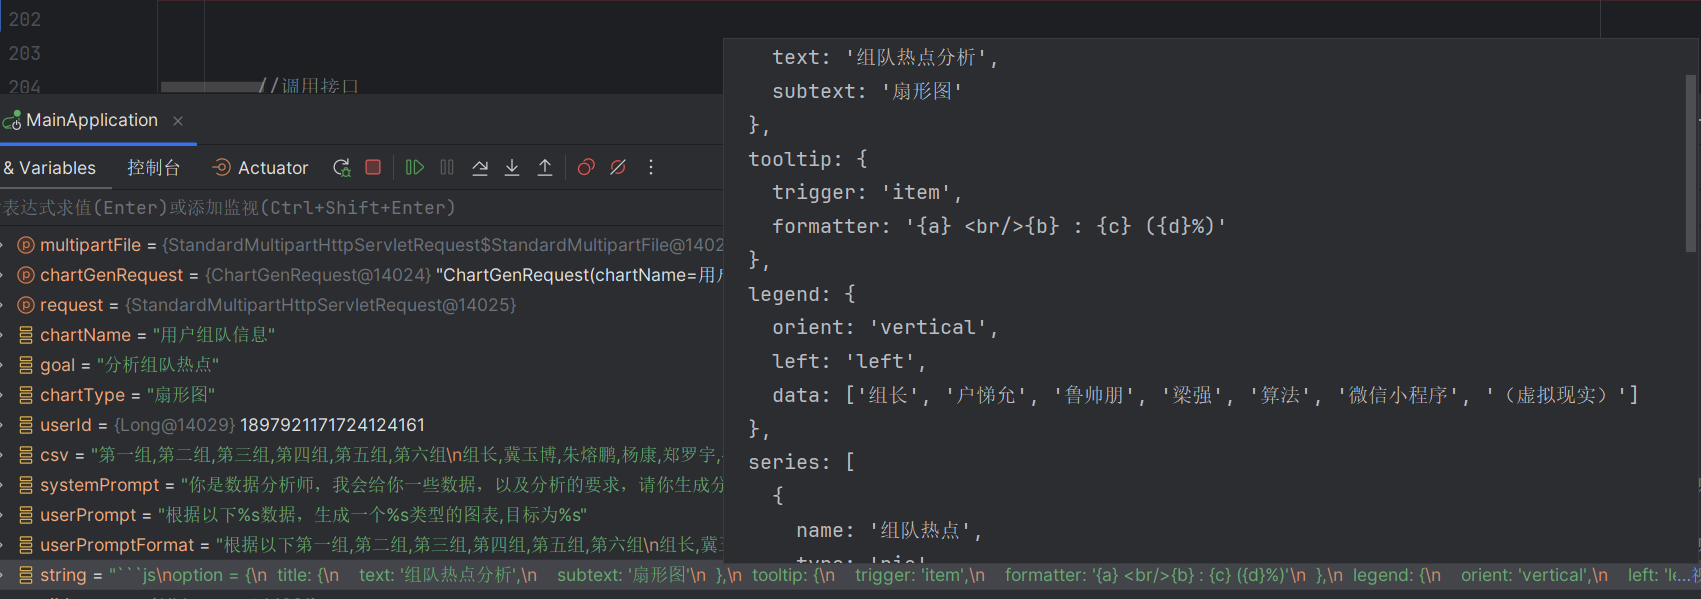 202
203
204
//调用接口
MainApplication ×
& Variables 控制台 Actuator
表达式求值(Enter)或添加监视(Ctrl+Shift+Enter)
multipartFile = {StandardMultipartHttpServletRequest$StandardMultipartFile@1402
chartGenRequest = {ChartGenRequest@14024} "ChartGenRequest(chartName=用户
request = {StandardMultipartHttpServletRequest@14025}
chartName = "用户组队信息"
goal = "分析组队热点"
chartType = "扇形图"
userId = {Long@14029} 1897921171724124161
csv = "第一组,第二组,第三组,第四组,第五组,第六组\n组长,冀玉博,朱熔鹏,杨康,郑罗宇,
systemPrompt = "你是数据分析师，我会给你一些数据，以及分析的要求，请你生成分
userPrompt = "根据以下%s数据，生成一个%s类型的图表,目标为%s"
userPromptFormat = "根据以下第一组,第二组,第三组,第四组,第五组,第六组\n组长,冀玉
string = "```js\noption = {\n  title: {\n    text: '组队热点分析',\n    subtext: '扇形图'\n  },\n  tooltip: {\n    trigger: 'item',\n    formatter: '{a} <br/>{b} : {c} ({d}%)'\n  },\n  legend: {\n    orient: 'vertical',\n    left: 'le...视
text: '组队热点分析',
subtext: '扇形图'
},
tooltip: {
trigger: 'item',
formatter: '{a} <br/>{b} : {c} ({d}%)'
},
legend: {
orient: 'vertical',
left: 'left',
data: ['组长', '户悌允', '鲁帅朋', '梁强', '算法', '微信小程序', '（虚拟现实）']
},
series: [
{
name: '组队热点',
type: 'pie'